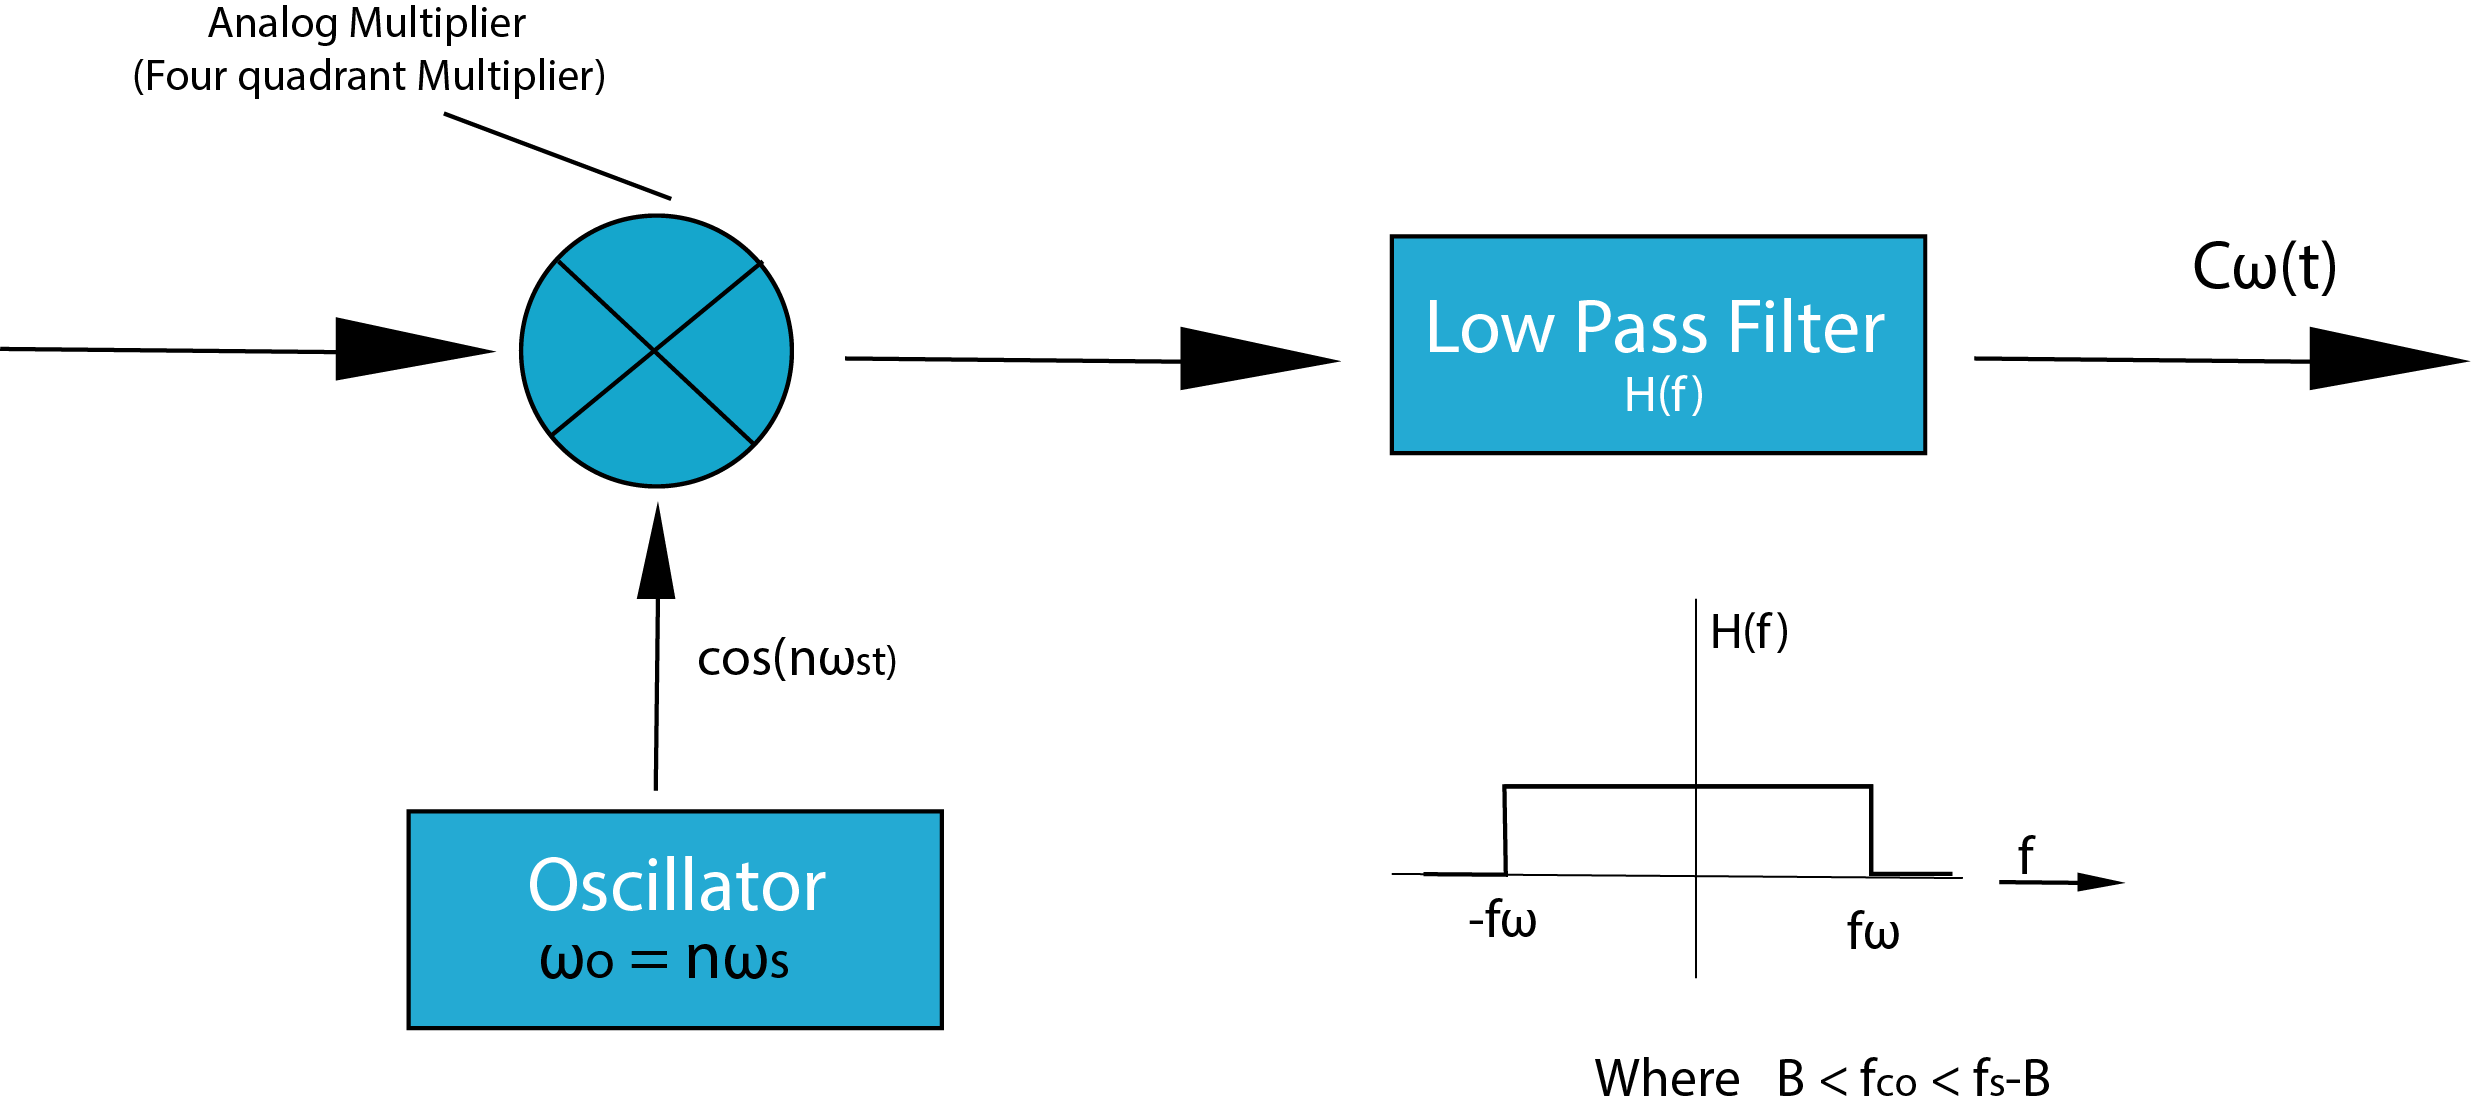 Analog Multiplier
(Four quadrant Multiplier)
Low Pass Filter
H(f)
Cω(t)
cos(nωst)
Oscillator
ωo = nωs
H(f)
f
-fω
fω
Where B < fco < fs-B